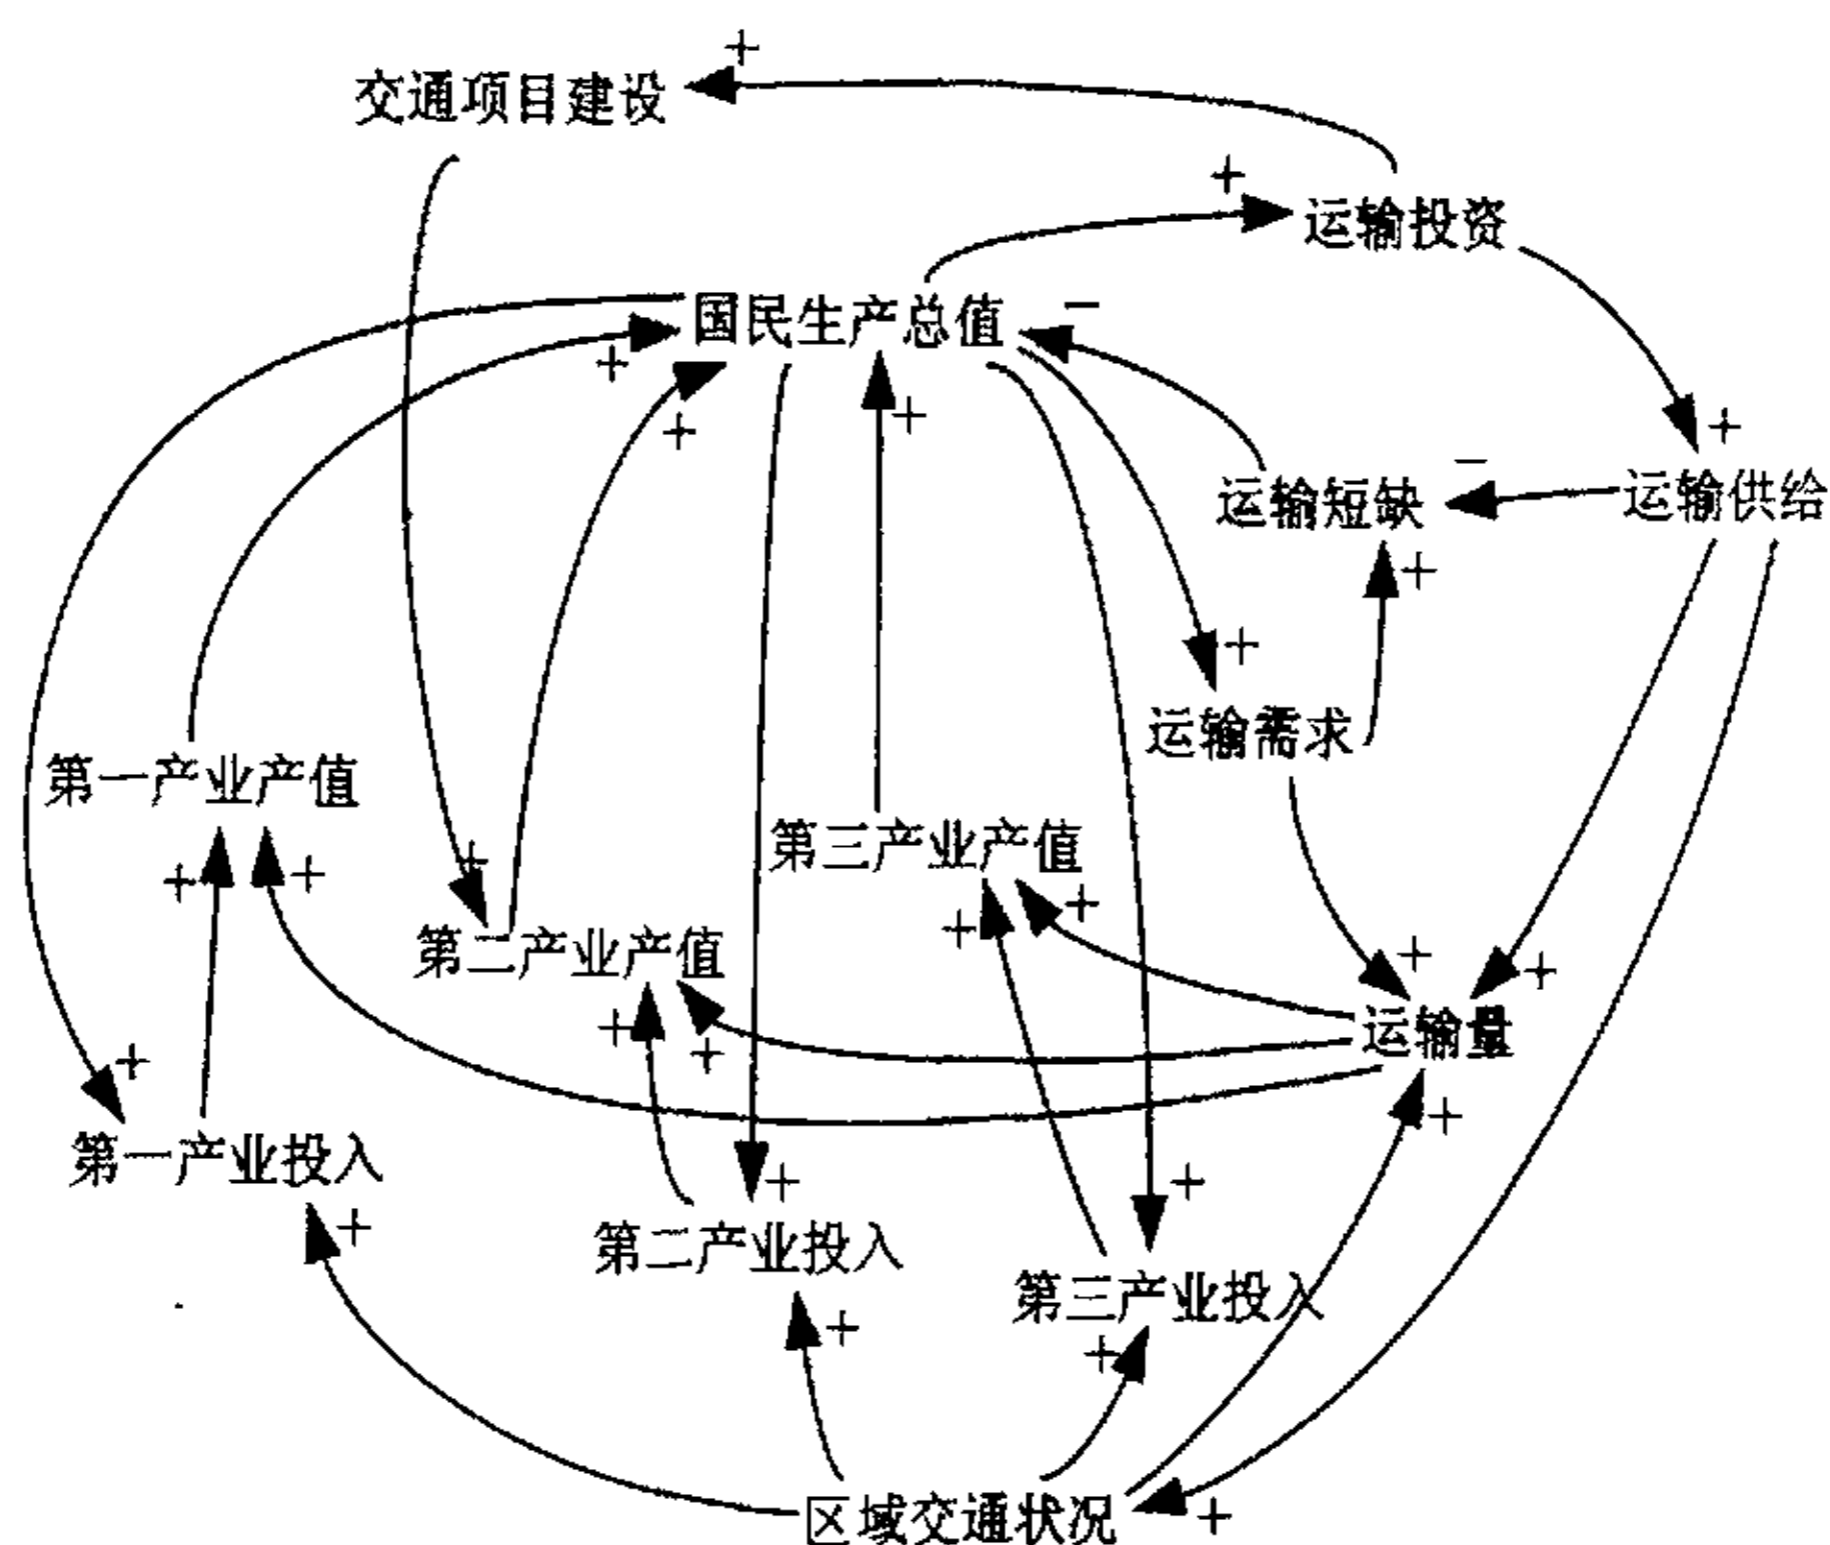 交通项目建设
运输投资
国民生产总值
运输短缺
运输供给
运输需求
第一产业产值
第三产业产值
第二产业产值
运输量
第一产业投入
第二产业投入
第三产业投入
区域交通状况